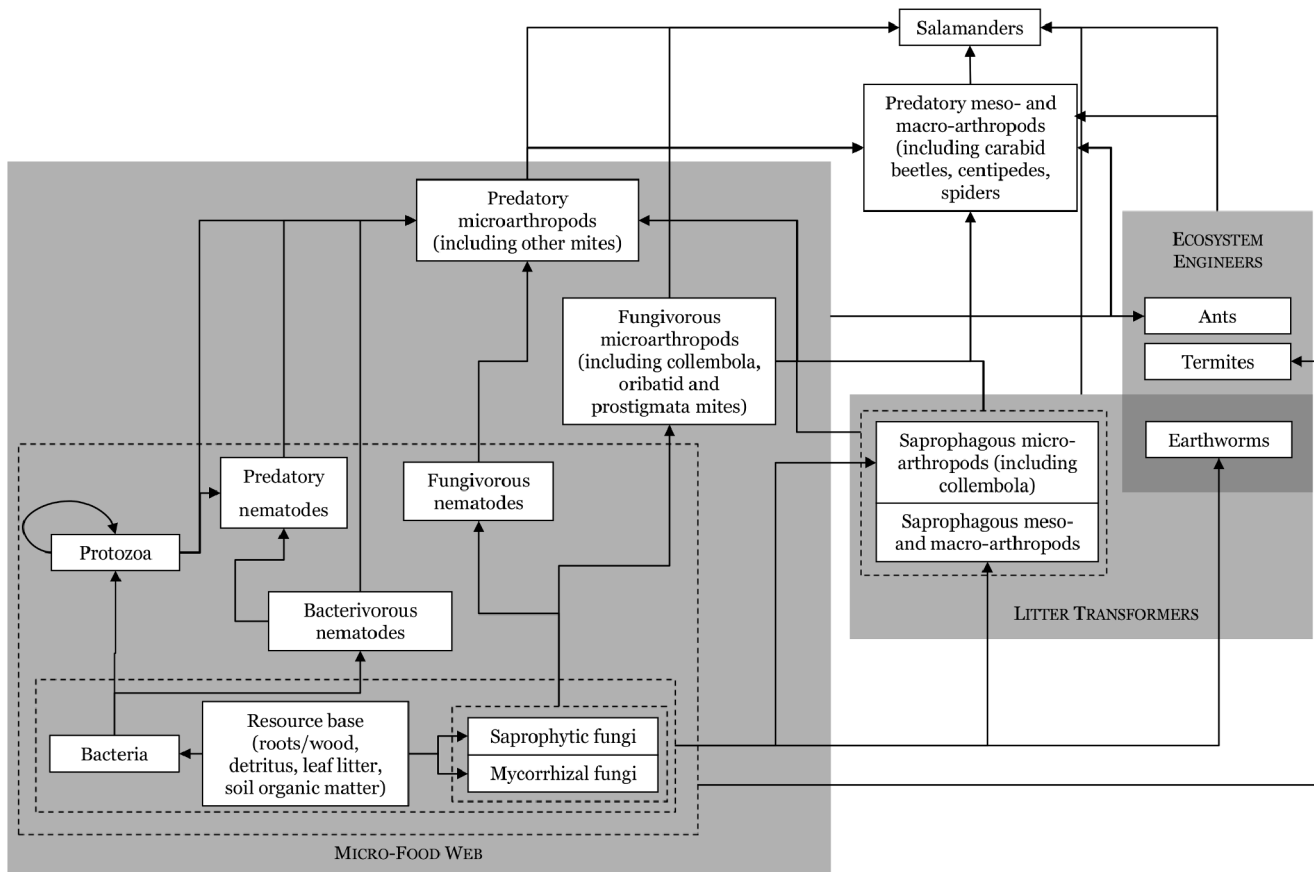 Salamanders
Predatory meso- and
macro-arthropods
(including carabid
beetles, centipedes,
spiders
Predatory
microarthropods
(including other mites)
ECOSYSTEM
ENGINEERS
Fungivorous
microarthropods
(including collembola,
oribatid and
prostigmata mites)
Ants
Termites
Earthworms
Saprophagous micro-
arthropods (including
collembola)
Saprophagous meso-
and macro-arthropods
LITTER TRANSFORMERS
Predatory
nematodes
Fungivorous
nematodes
Protozoa
Bacterivorous
nematodes
Bacteria
Resource base
(roots/wood,
detritus, leaf litter,
soil organic matter)
Saprophytic fungi
Mycorrhizal fungi
MICRO-FOOD WEB